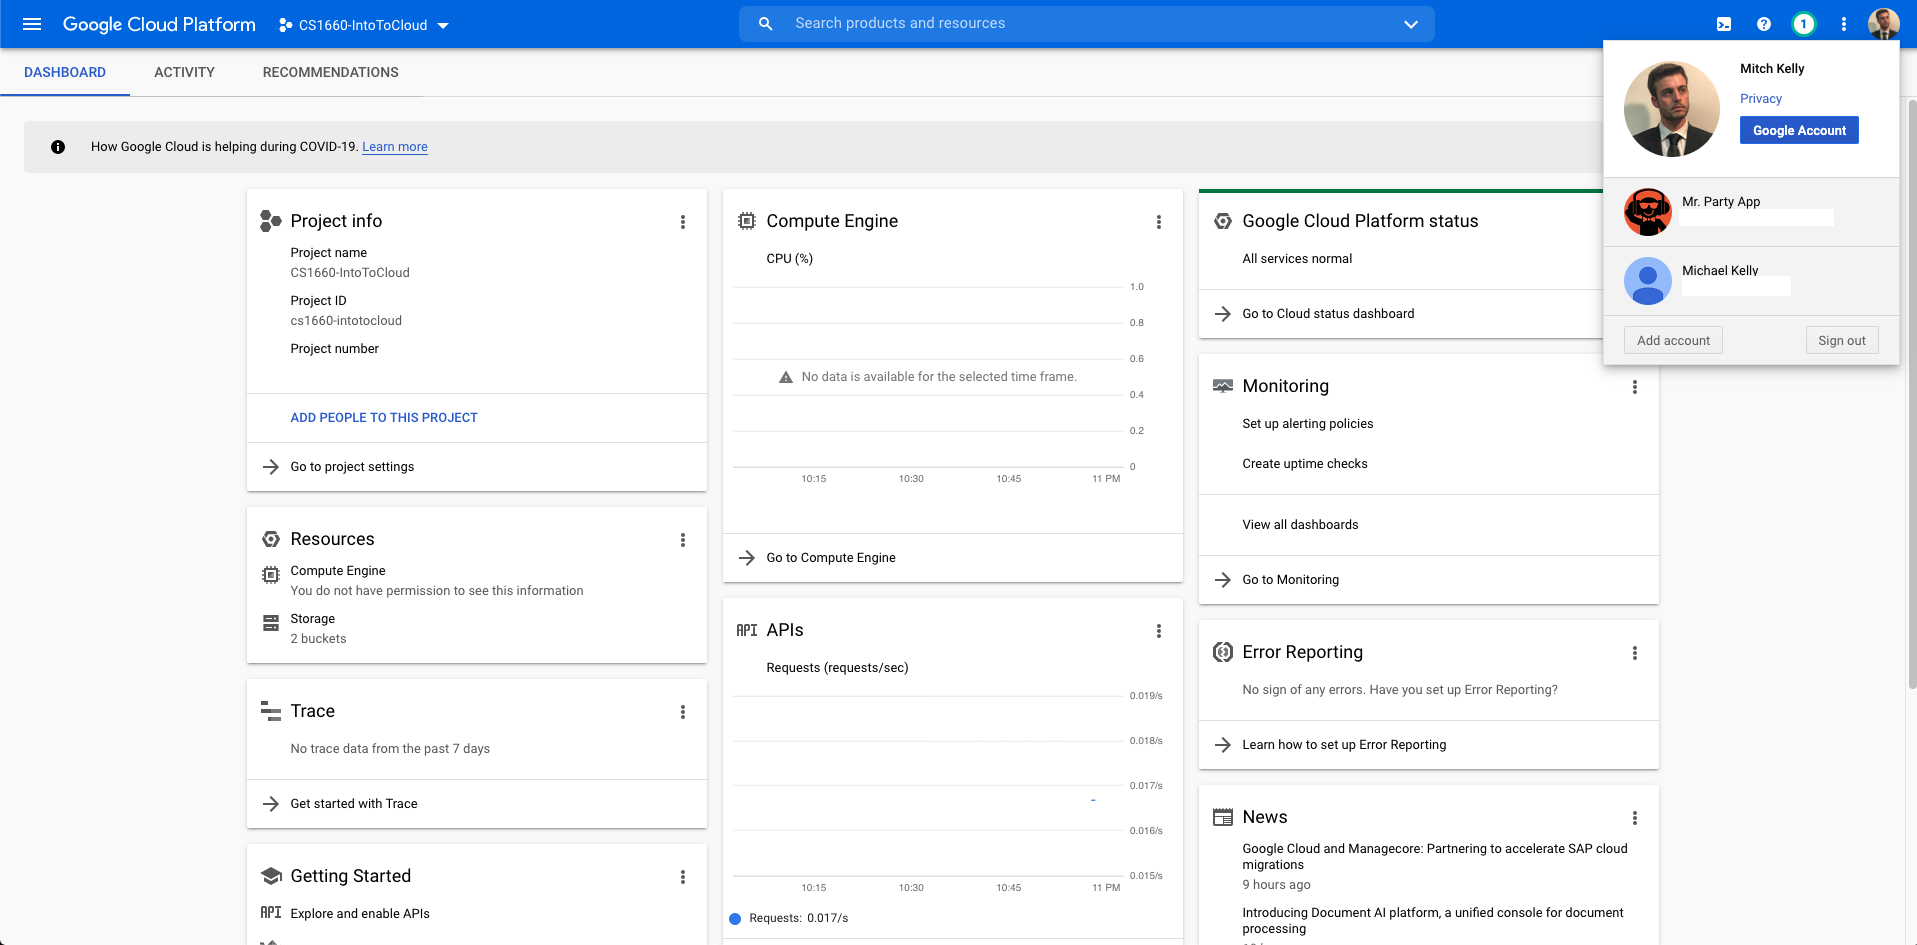 Google Cloud Platform
CS1660-IntoToCloud
Search products and resources
1
DASHBOARD
ACTIVITY
RECOMMENDATIONS
Mitch Kelly
Privacy
Google Account
Mr. Party App
Michael Kelly
Add account
Sign out
How Google Cloud is helping during COVID-19. Learn more
Project info
Project name
CS1660-IntoToCloud
Project ID
cs1660-intotocloud
Project number
ADD PEOPLE TO THIS PROJECT
Go to project settings
Resources
Compute Engine
You do not have permission to see this information
Storage
2 buckets
Trace
No trace data from the past 7 days
Get started with Trace
Getting Started
API Explore and enable APIs
Compute Engine
CPU (%)
1.0
0.8
0.6
No data is available for the selected time frame.
0.4
0.2
0
10:15 10:30 10:45 11 PM
Go to Compute Engine
API APIs
Requests (requests/sec)
0.019/s
0.018/s
0.017/s
0.016/s
0.015/s
10:15 10:30 10:45 11 PM
Requests: 0.017/s
Google Cloud Platform status
All services normal
Go to Cloud status dashboard
Monitoring
Set up alerting policies
Create uptime checks
View all dashboards
Go to Monitoring
Error Reporting
No sign of any errors. Have you set up Error Reporting?
Learn how to set up Error Reporting
News
Google Cloud and Managecore: Partnering to accelerate SAP cloud
migrations
9 hours ago
Introducing Document AI platform, a unified console for document
processing